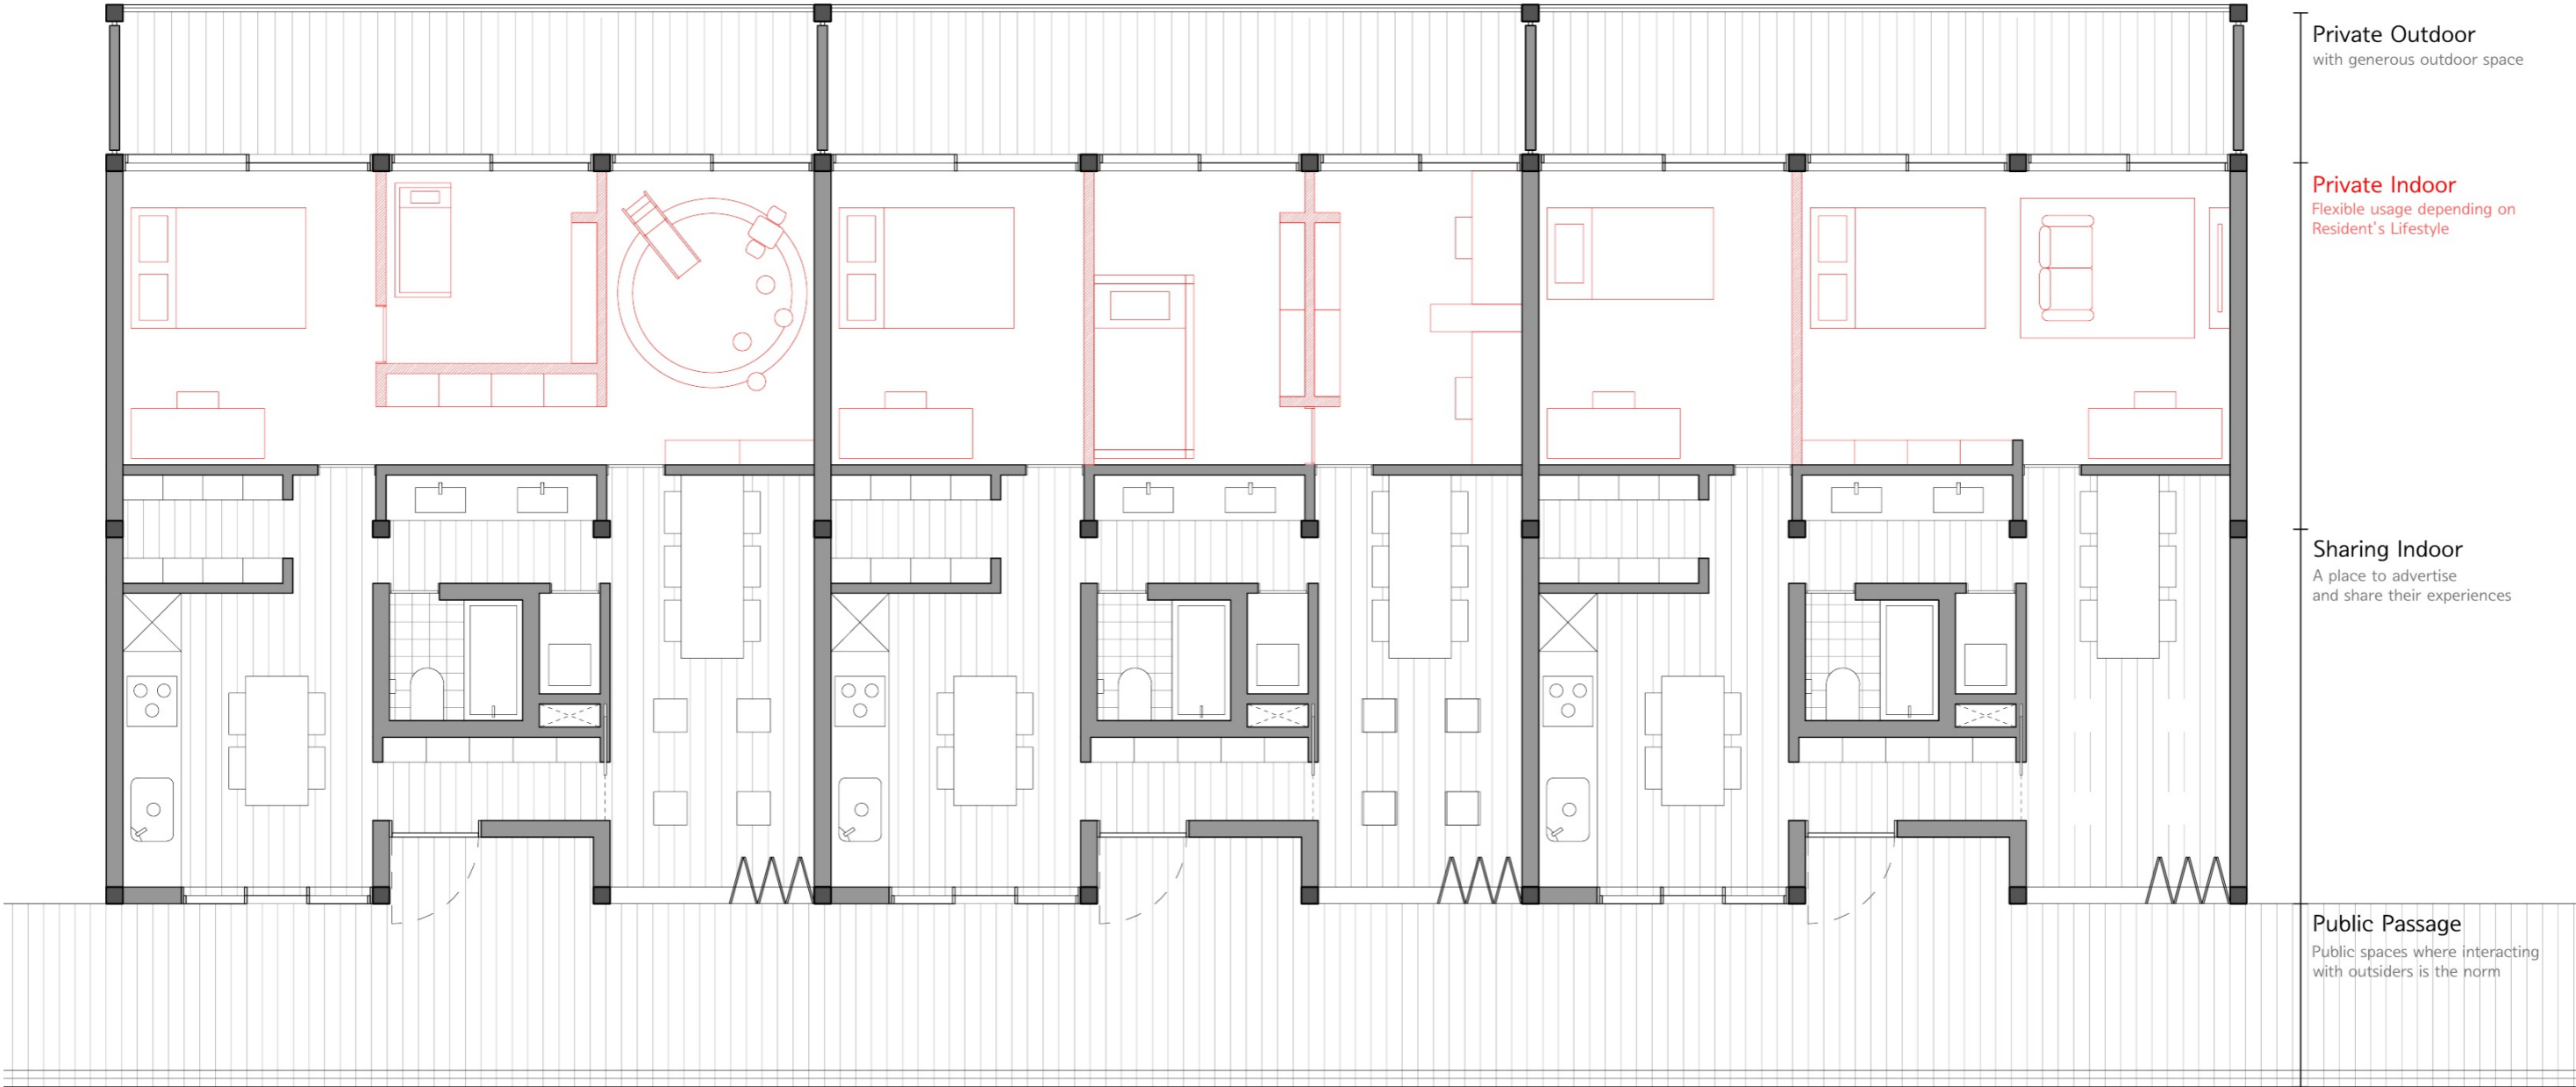 Private Outdoor
with generous outdoor space
Private Indoor
Flexible usage depending on
Resident's Lifestyle
Sharing Indoor
A place to advertise
and share their experiences
Public Passage
Public spaces where interacting
with outsiders is the norm